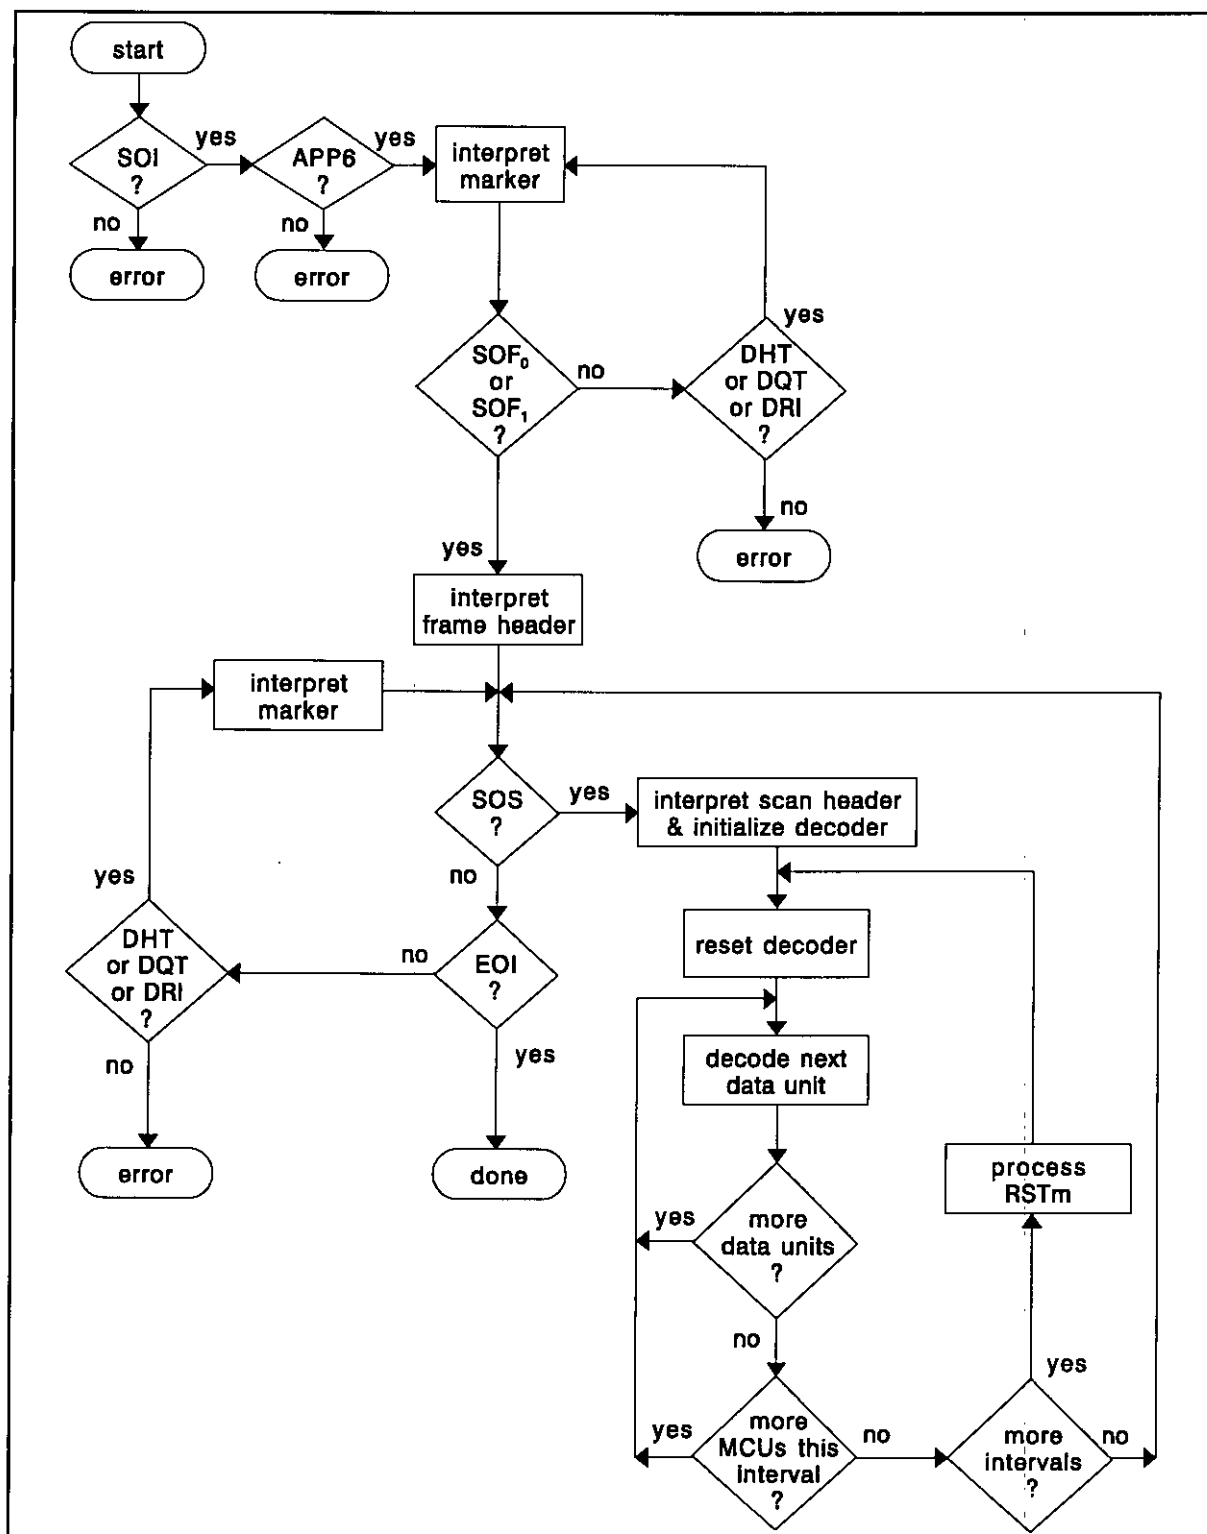 start
SOI
?
yes
no
error
APP6
?
yes
no
error
interpret
marker
SOF₀
or
SOF₁
?
no
yes
DHT
or DQT
or DRI
?
yes
no
error
interpret
frame header
interpret
marker
SOS
?
yes
no
interpret scan header
& initialize decoder
EOI
?
no
yes
done
DHT
or DQT
or DRI
?
yes
no
error
reset decoder
decode next
data unit
more
data units
?
yes
no
more
MCUs this
interval
?
yes
no
more
intervals
?
yes
no
process
RSTm